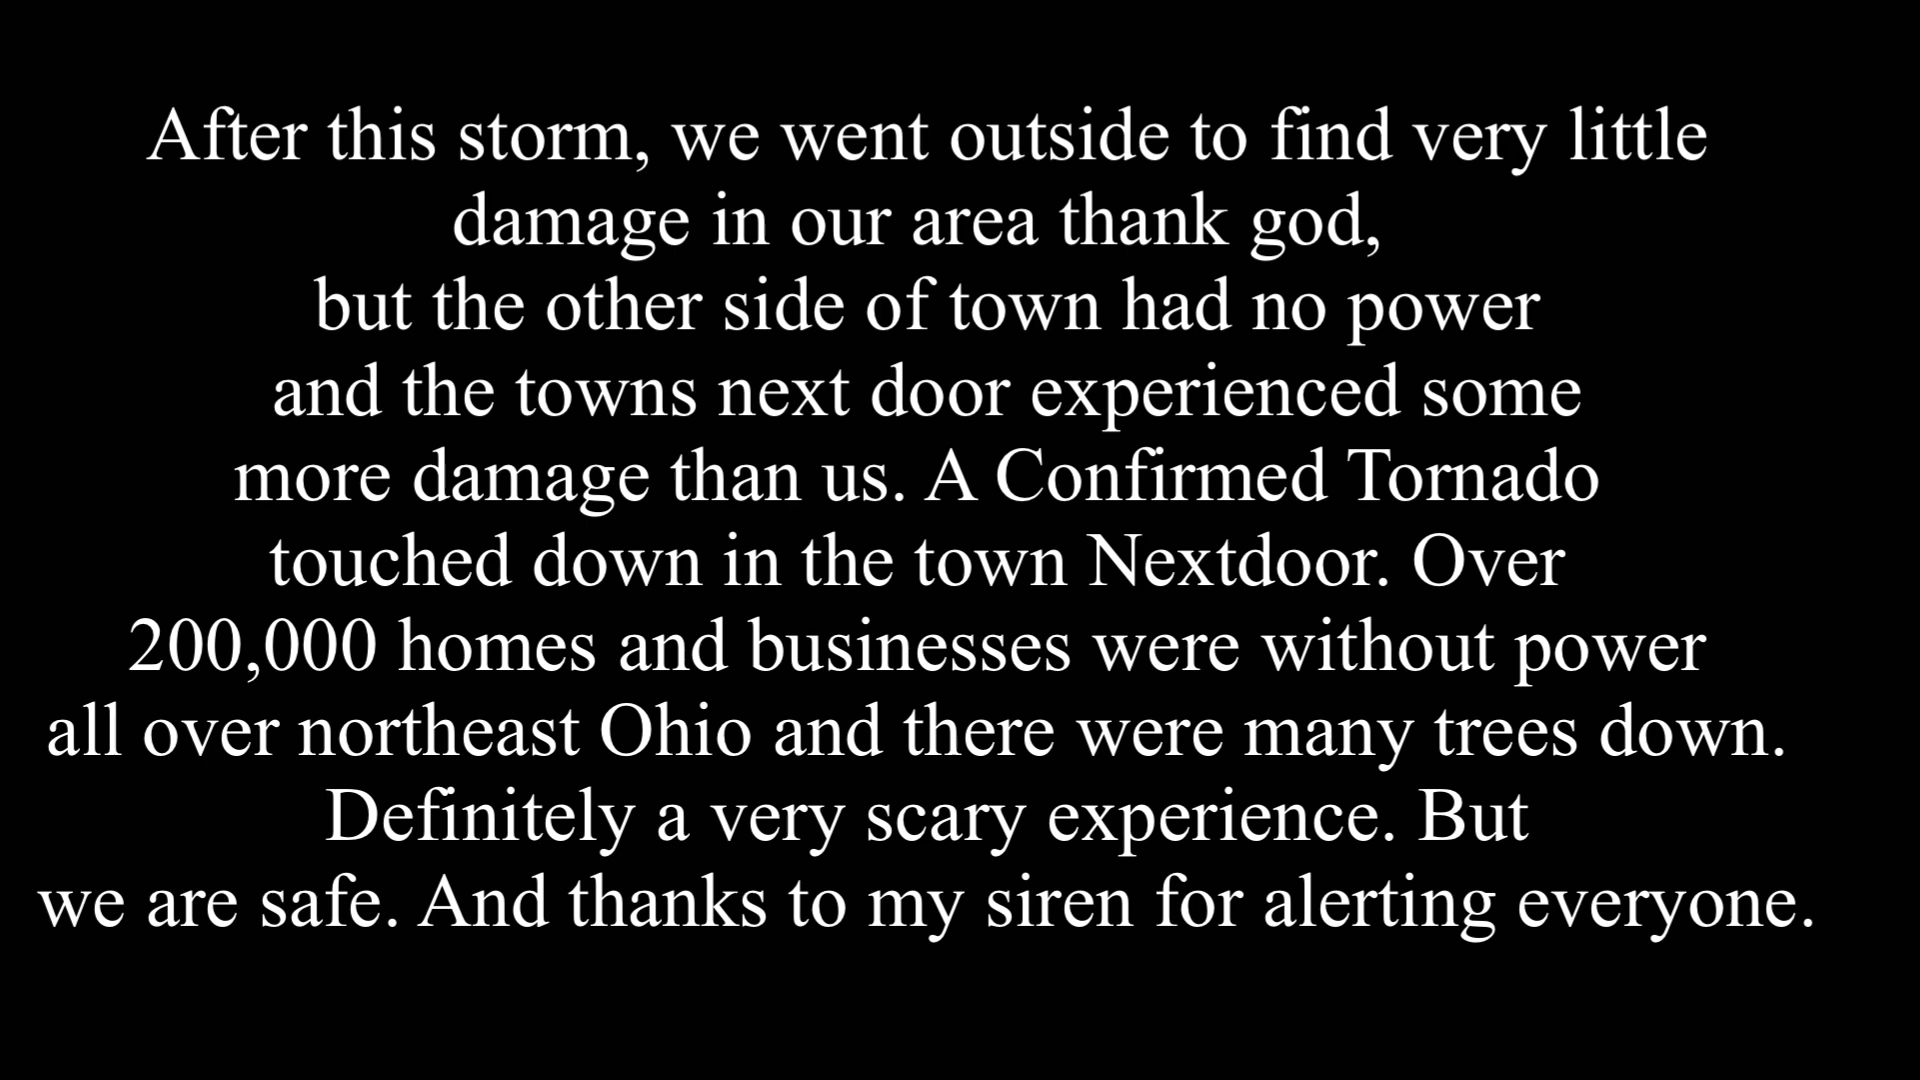 After this storm, we went outside to find very little
damage in our area thank god,
but the other side of town had no power
and the towns next door experienced some
more damage than us. A Confirmed Tornado
touched down in the town Nextdoor. Over
200,000 homes and businesses were without power
all over northeast Ohio and there were many trees down.
Definitely a very scary experience. But
we are safe. And thanks to my siren for alerting everyone.